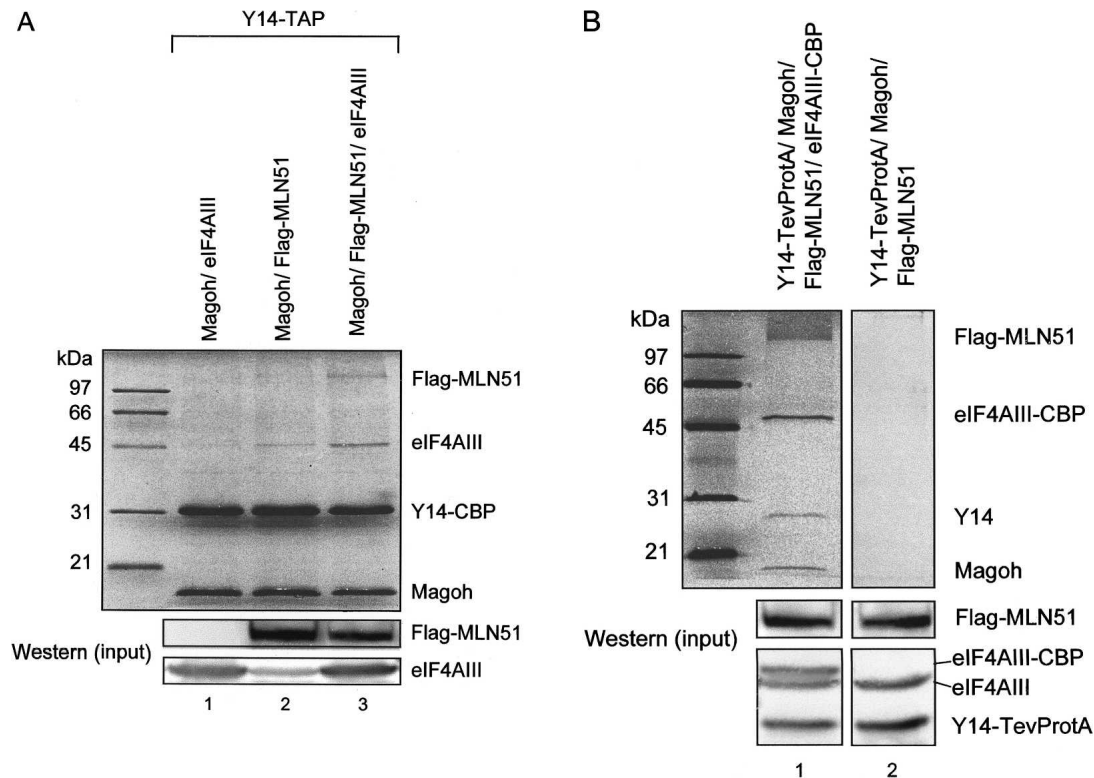 A
Y14-TAP
Magoh/ eIF4AIII
Magoh/ Flag-MLN51
Magoh/ Flag-MLN51/ eIF4AIII
kDa
97
66
45
31
21
Flag-MLN51
eIF4AIII
Y14-CBP
Magoh
Western (input)
Flag-MLN51
eIF4AIII
1 2 3
B
Y14-TevProtA/ Magoh/
Flag-MLN51/ eIF4AIII-CBP
Y14-TevProtA/ Magoh/
Flag-MLN51
kDa
97
66
45
31
21
Flag-MLN51
eIF4AIII-CBP
Y14
Magoh
Western (input)
Flag-MLN51
eIF4AIII-CBP
eIF4AIII
Y14-TevProtA
1 2